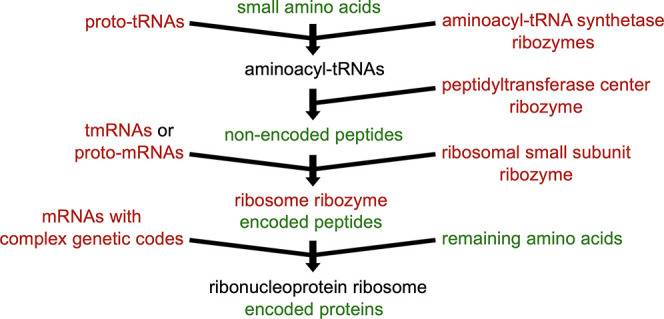 small amino acids
proto-tRNAs
aminoacyl-tRNA synthetase
ribozymes
aminoacyl-tRNAs
peptidyltransferase center
ribozyme
non-encoded peptides
tmRNAs or
proto-mRNAs
ribosomal small subunit
ribozyme
ribosome ribozyme
encoded peptides
mRNAs with
complex genetic codes
remaining amino acids
ribonucleoprotein ribosome
encoded proteins